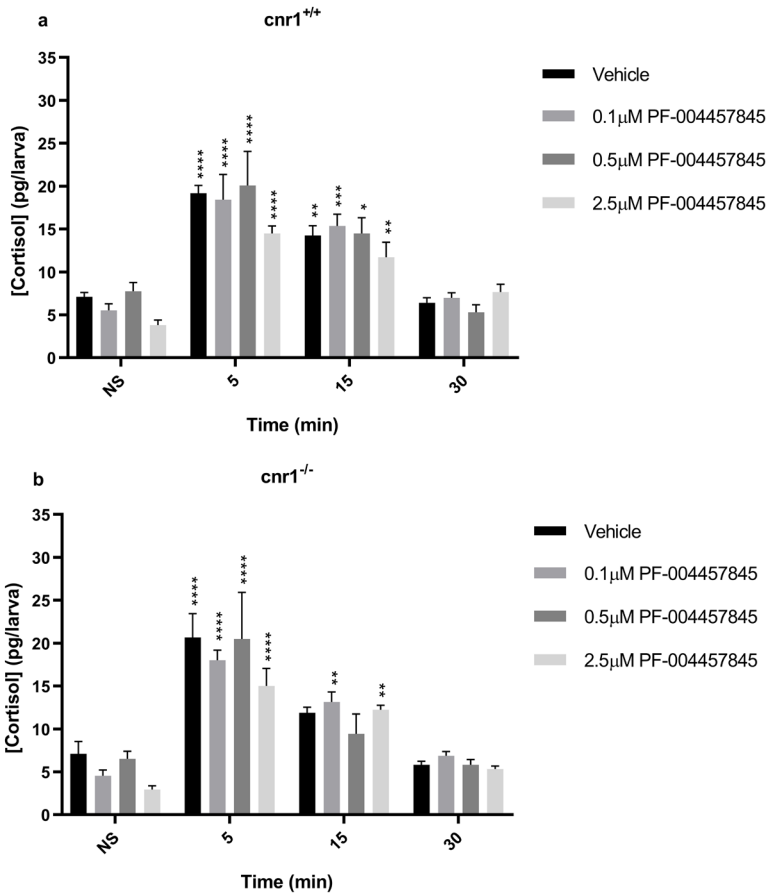 a
cnr1+/+
[Cortisol] (pg/larva)
35
30
25
20
15
10
5
0
****
****
****
****
**
***
*
**
NS
5
15
30
Time (min)
Vehicle
0.1μM PF-004457845
0.5μM PF-004457845
2.5μM PF-004457845
b
cnr1-/-
[Cortisol] (pg/larva)
35
30
25
20
15
10
5
0
****
****
****
****
**
**
NS
5
15
30
Time (min)
Vehicle
0.1μM PF-004457845
0.5μM PF-004457845
2.5μM PF-004457845